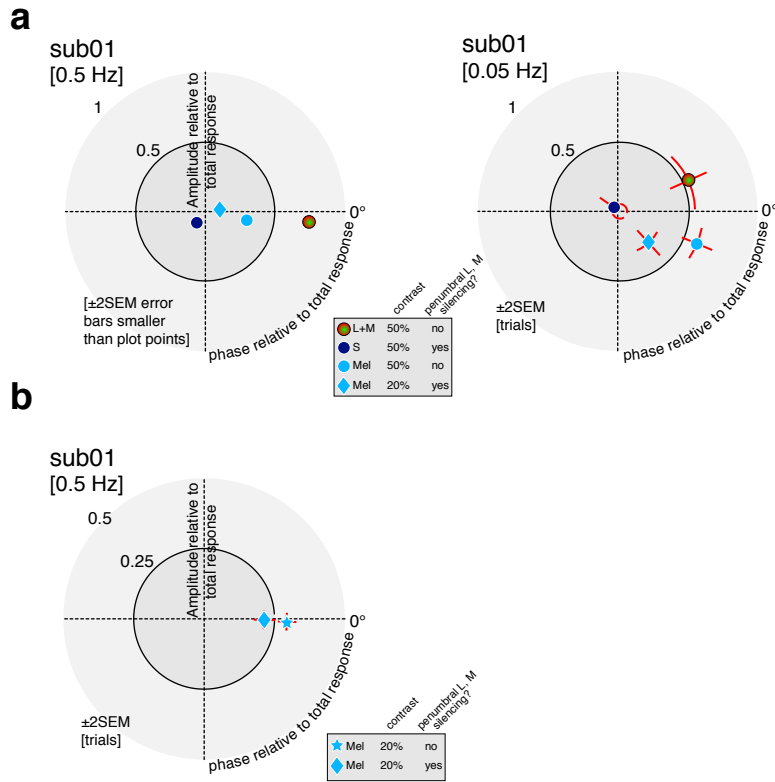 a
sub01
[0.5 Hz]
1
0.5
Amplitude relative to
total response
0°
phase relative to total response
[±2SEM error
bars smaller
than plot points]
sub01
[0.05 Hz]
1
0.5
0°
phase relative to total response
±2SEM
[trials]
contrast
penumbral L, M
silencing?
L+M 50% no
S 50% yes
Mel 50% no
Mel 20% yes
b
sub01
[0.5 Hz]
0.5
0.25
Amplitude relative to
total response
0°
phase relative to total response
±2SEM
[trials]
contrast
penumbral L, M
silencing?
Mel 20% no
Mel 20% yes